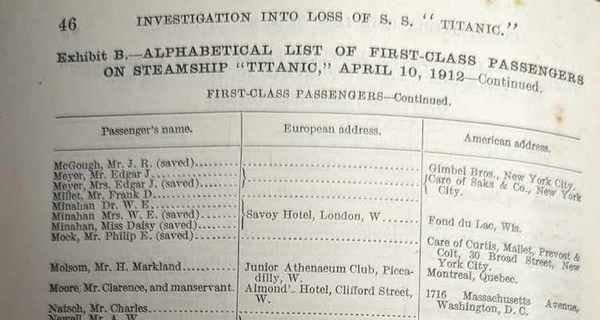 46 INVESTIGATION INTO LOSS OF S. S. "TITANIC."
Exhibit B.—ALPHABETICAL LIST OF FIRST-CLASS PASSENGERS
ON STEAMSHIP "TITANIC," APRIL 10, 1912—Continued.
FIRST-CLASS PASSENGERS—Continued.
Passenger's name. European address. American address.
McGough, Mr. J. R. (saved) Gimbel Bros., New York City.
Meyer, Mr. Edgar J. Care of Saks & Co., New York
Meyer, Mrs. Edgar J. (saved) City.
Millet, Mr. Frank D.
Minahan Dr. W. E.
Minahan Mrs. W. E. (saved) Savoy Hotel, London, W. Fond du Lac, Wis.
Minahan, Miss Daisy (saved)
Mock, Mr. Philip E. (saved) Care of Curtis, Mallet, Prevost &
Colt, 30 Broad Street, New
York City.
Molsom, Mr. H. Markland Junior Athenaeum Club, Picca- Montreal, Quebec.
dilly, W.
Moore, Mr. Clarence, and manservant. Almond's Hotel, Clifford Street, 1716 Massachusetts Avenue,
W. Washington, D. C.
Natsch, Mr. Charles
Newell, Mr. A. W.